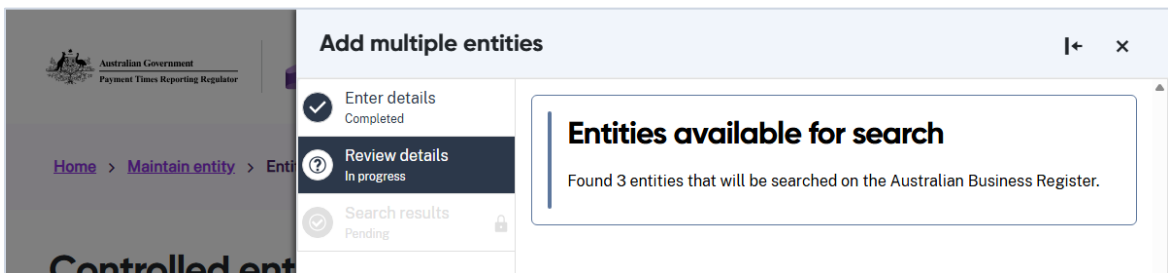 Australian Government
Payment Times Reporting Regulator
Home > Maintain entity > Enti
Controlled ent
Add multiple entities
Enter details
Completed
Review details
In progress
Search results
Pending
Entities available for search
Found 3 entities that will be searched on the Australian Business Register.